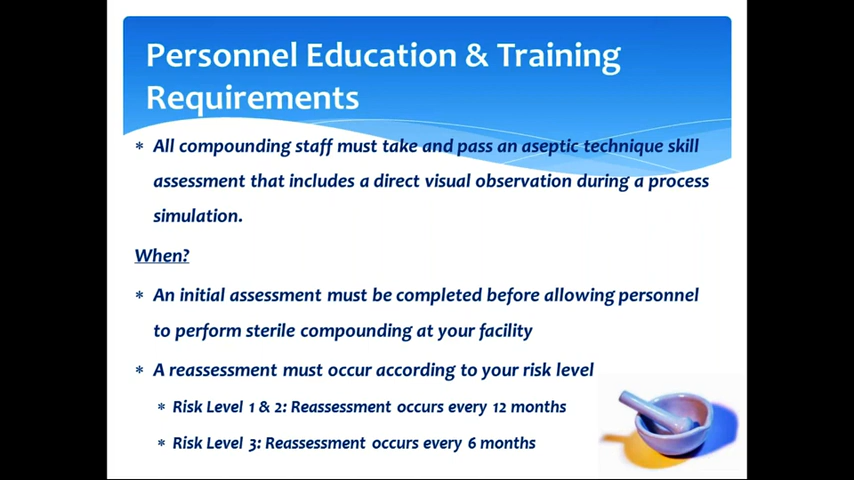 Personnel Education & Training
Requirements
* All compounding staff must take and pass an aseptic technique skill
assessment that includes a direct visual observation during a process
simulation.
When?
* An initial assessment must be completed before allowing personnel
to perform sterile compounding at your facility
* A reassessment must occur according to your risk level
* Risk Level 1 & 2: Reassessment occurs every 12 months
* Risk Level 3: Reassessment occurs every 6 months